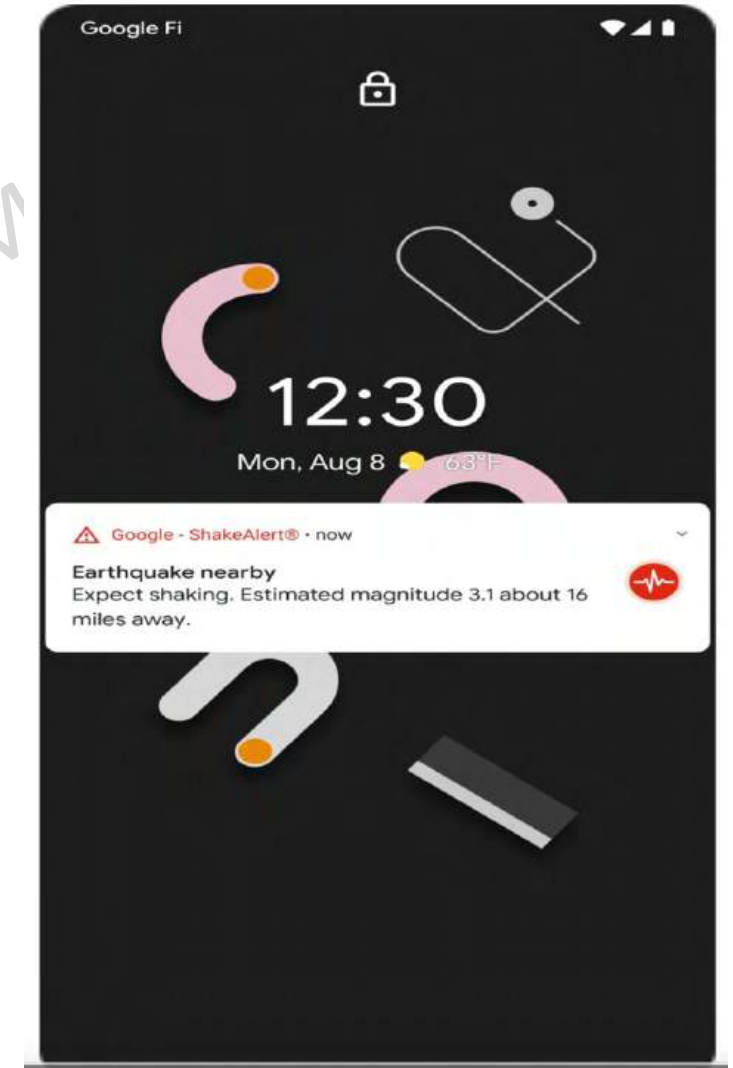 Google Fi
12:30
Mon, Aug 8 63°F
Google - ShakeAlert® • now
Earthquake nearby
Expect shaking. Estimated magnitude 3.1 about 16
miles away.